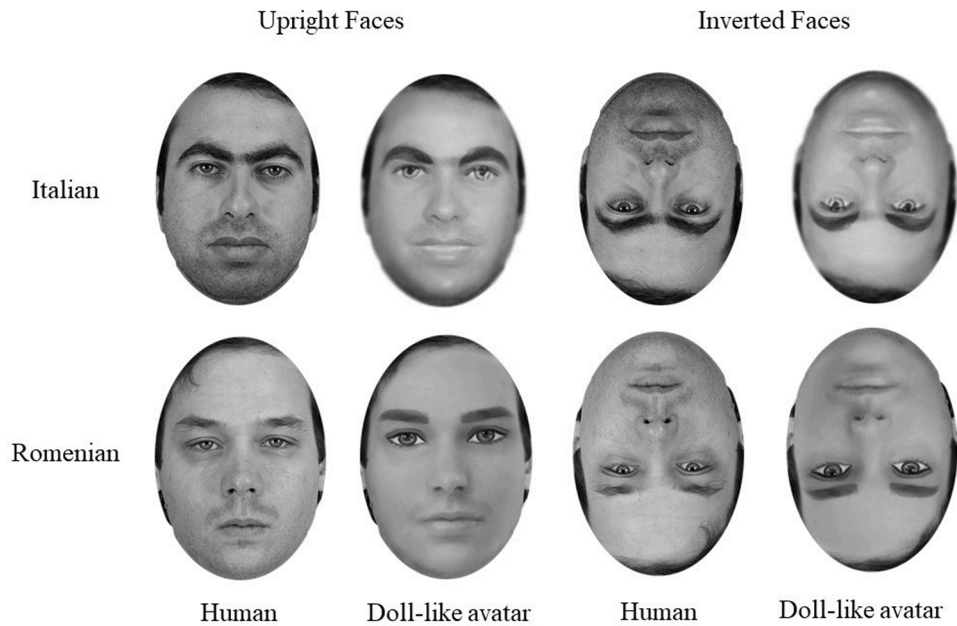 Upright Faces
Inverted Faces
Italian
Romenian
Human
Doll-like avatar
Human
Doll-like avatar